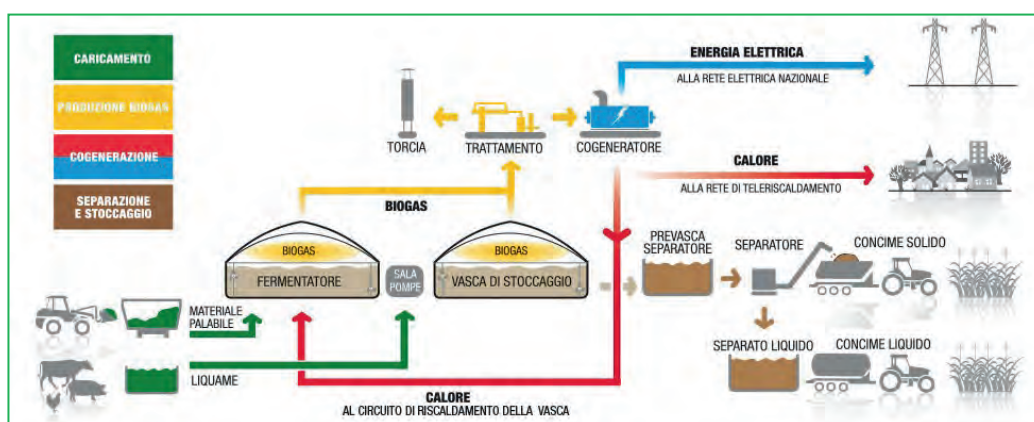 CARICAMENTO
PRODUZIONE BIOGAS
COGENERAZIONE
SEPARAZIONE
E STOCCAGGIO
ENERGIA ELETTRICA
ALLA RETE ELETTRICA NAZIONALE
TORCIA
TRATTAMENTO
COGENERATORE
CALORE
ALLA RETE DI TELERISCALDAMENTO
BIOGAS
BIOGAS
BIOGAS
FERMENTATORE
SALA
POMPE
VASCA DI STOCCAGGIO
PREVASCA
SEPARATORE
SEPARATORE
CONCIME SOLIDO
MATERIALE
PALABILE
LIQUAME
SEPARATO LIQUIDO
CONCIME LIQUIDO
CALORE
AL CIRCUITO DI RISCALDAMENTO DELLA VASCA